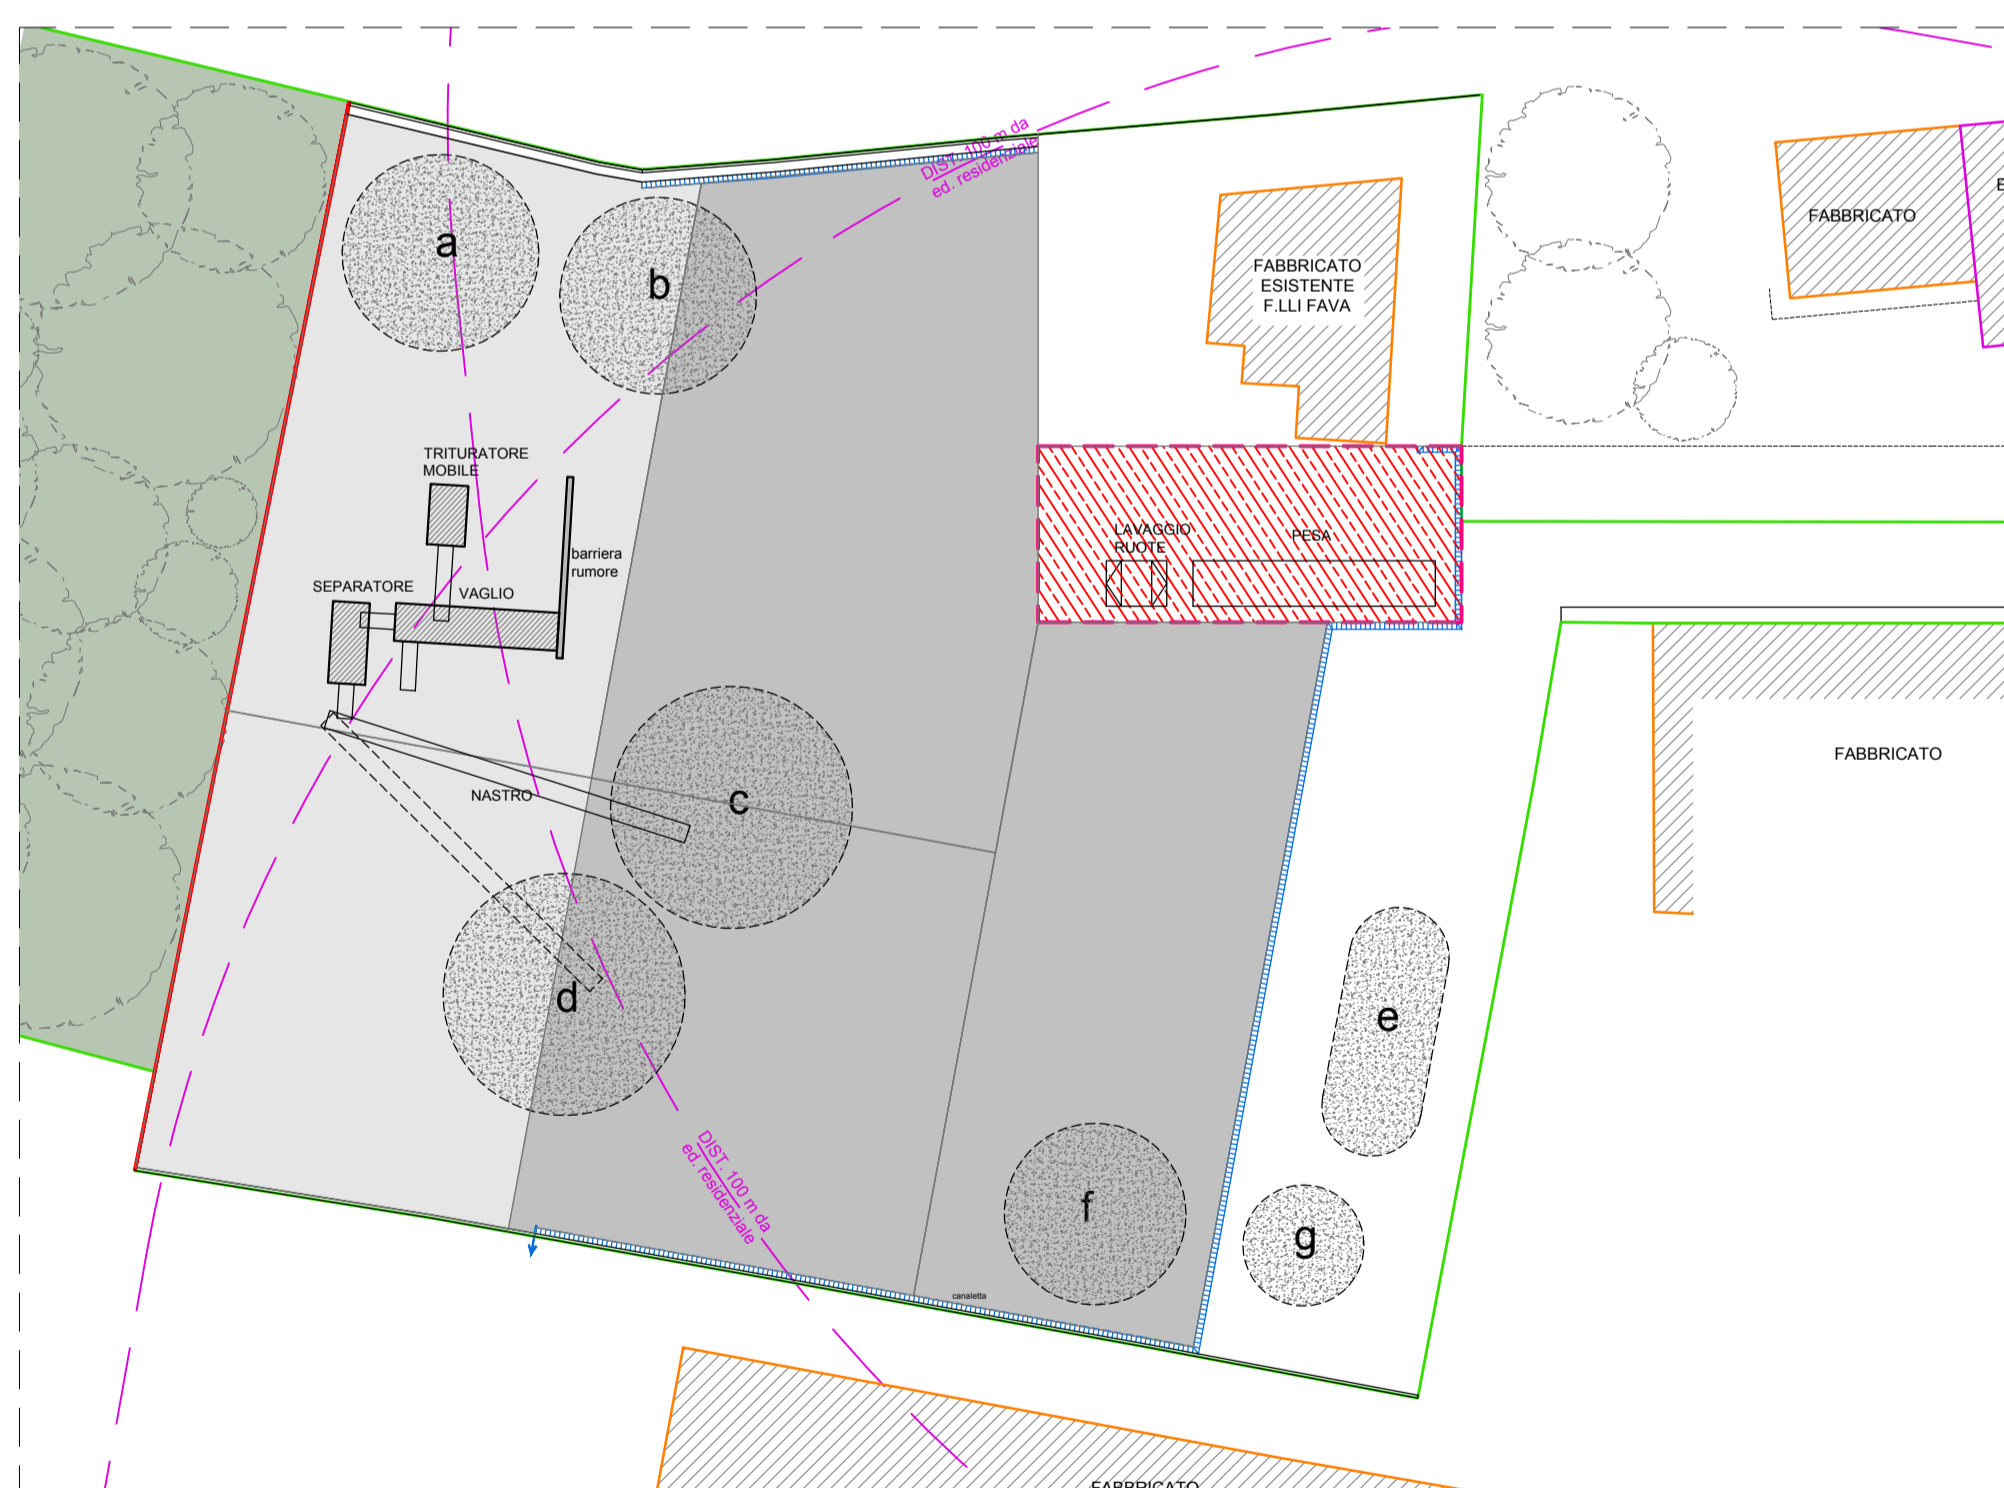 DIST. 100 m da
ed. residenziale
a
b
FABBRICATO
ESISTENTE
F.LLI FAVA
FABBRICATO
TRITURATORE
MOBILE
barriera
rumore
SEPARATORE
VAGLIO
LAVAGGIO
RUOTE
PESA
NASTRO
c
FABBRICATO
d
e
DIST. 100 m da
ed. residenziale
f
g
canaletta
FABBRICATO